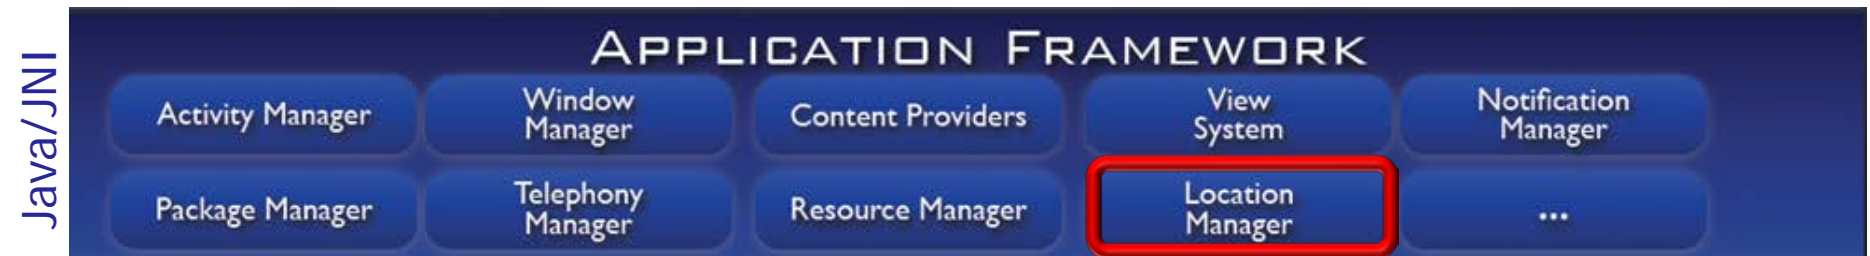 Java/JNI
APPLICATION FRAMEWORK
Activity Manager
Window
Manager
Content Providers
View
System
Notification
Manager
Package Manager
Telephony
Manager
Resource Manager
Location
Manager
...